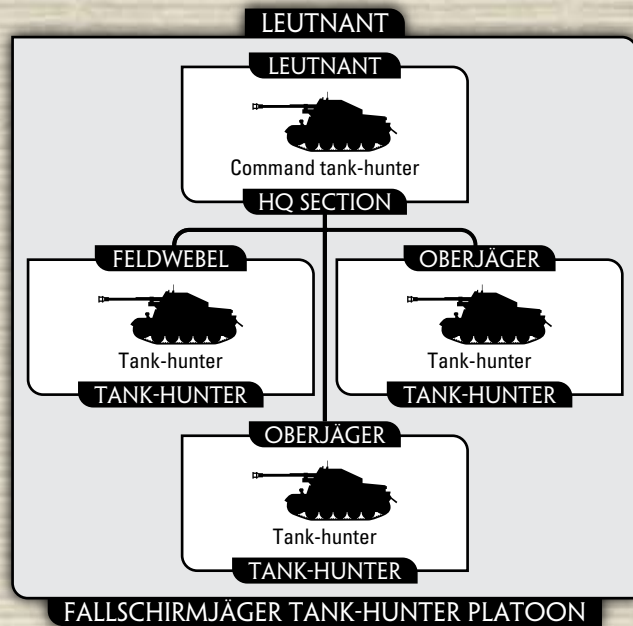 LEUTNANT
LEUTNANT
Command tank-hunter
HQ SECTION
FELDWEBEL
Tank-hunter
TANK-HUNTER
OBERJÄGER
Tank-hunter
TANK-HUNTER
OBERJÄGER
Tank-hunter
TANK-HUNTER
FALLSCHIRMJÄGER TANK-HUNTER PLATOON